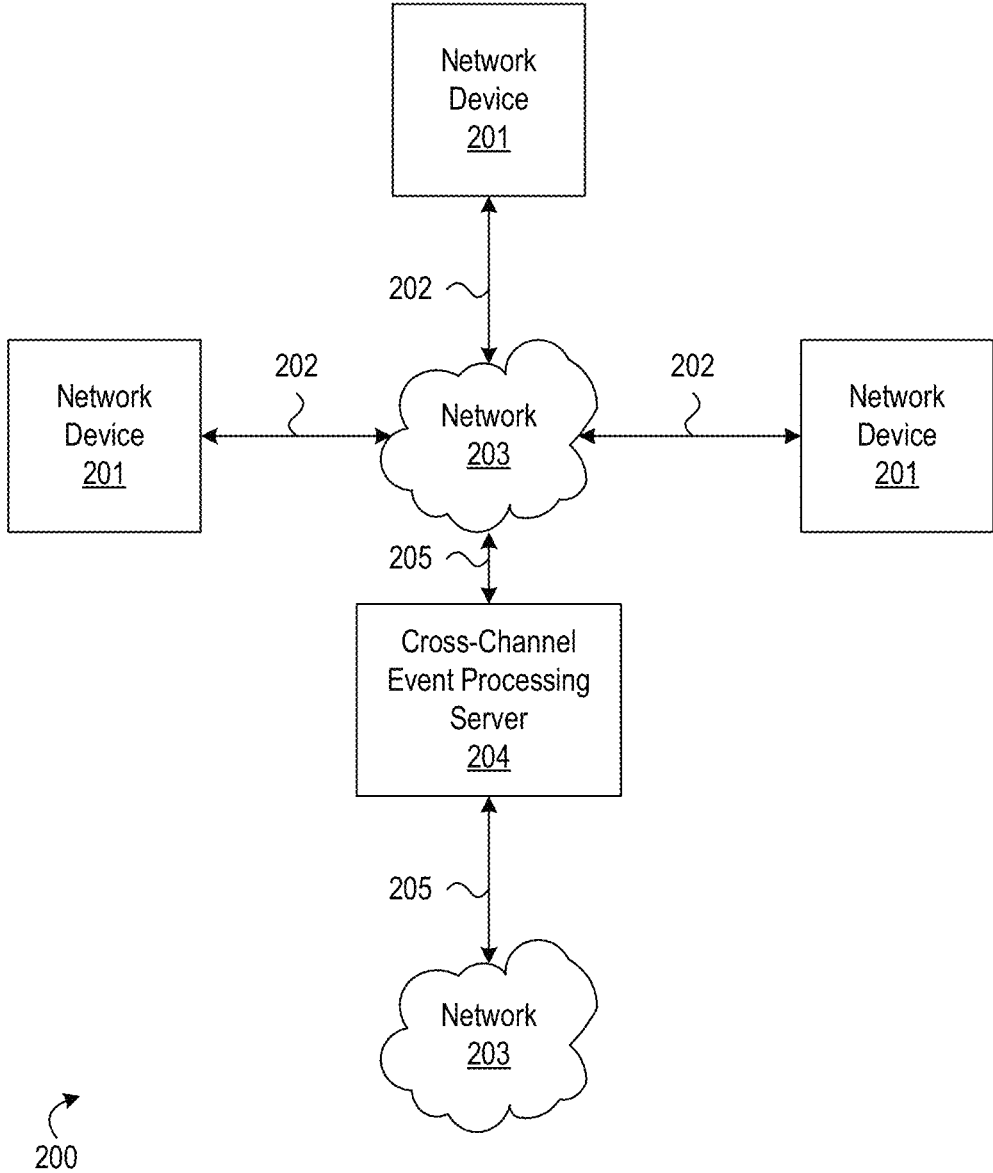 Network
Device
201
202
Network
Device
201
202
Network
203
202
Network
Device
201
205
Cross-Channel
Event Processing
Server
204
205
Network
203
200